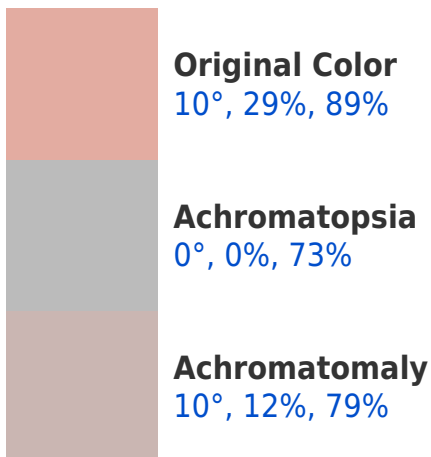 Original Color
10°, 29%, 89%
Achromatopsia
0°, 0%, 73%
Achromatomaly
10°, 12%, 79%